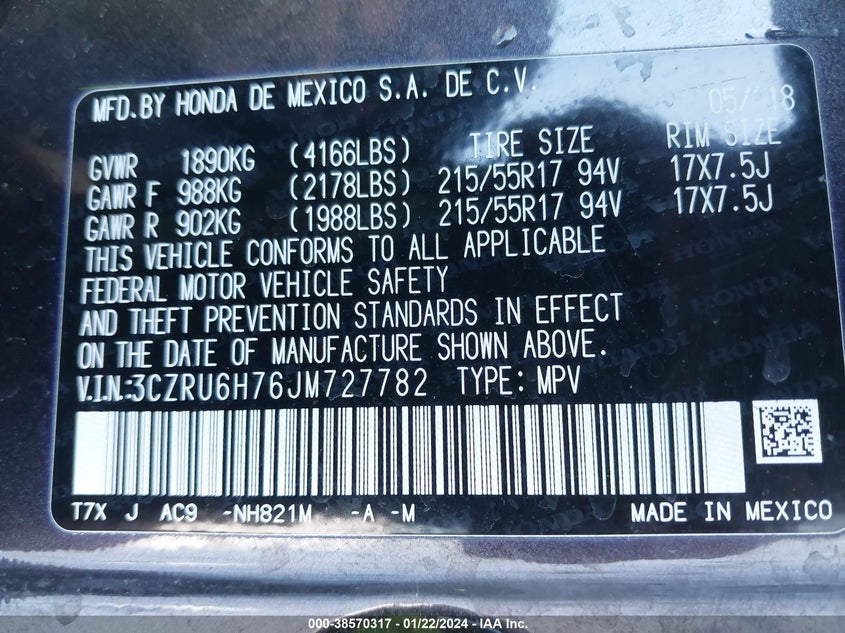 MFD.BY HONDA DE MEXICO S.A. DE C.V. 05/'18
TIRE SIZE RIM SIZE
GVWR 1890KG (4166LBS)
GAWR F 988KG (2178LBS) 215/55R17 94V 17X7.5J
GAWR R 902KG (1988LBS) 215/55R17 94V 17X7.5J
THIS VEHICLE CONFORMS TO ALL APPLICABLE
FEDERAL MOTOR VEHICLE SAFETY
AND THEFT PREVENTION STANDARDS IN EFFECT
ON THE DATE OF MANUFACTURE SHOWN ABOVE.
V.I.N:3CZRU6H76JM727782 TYPE: MPV
T7X J AC9 -NH821M -A -M MADE IN MEXICO
000-38570317 - 01/22/2024 - IAA Inc.